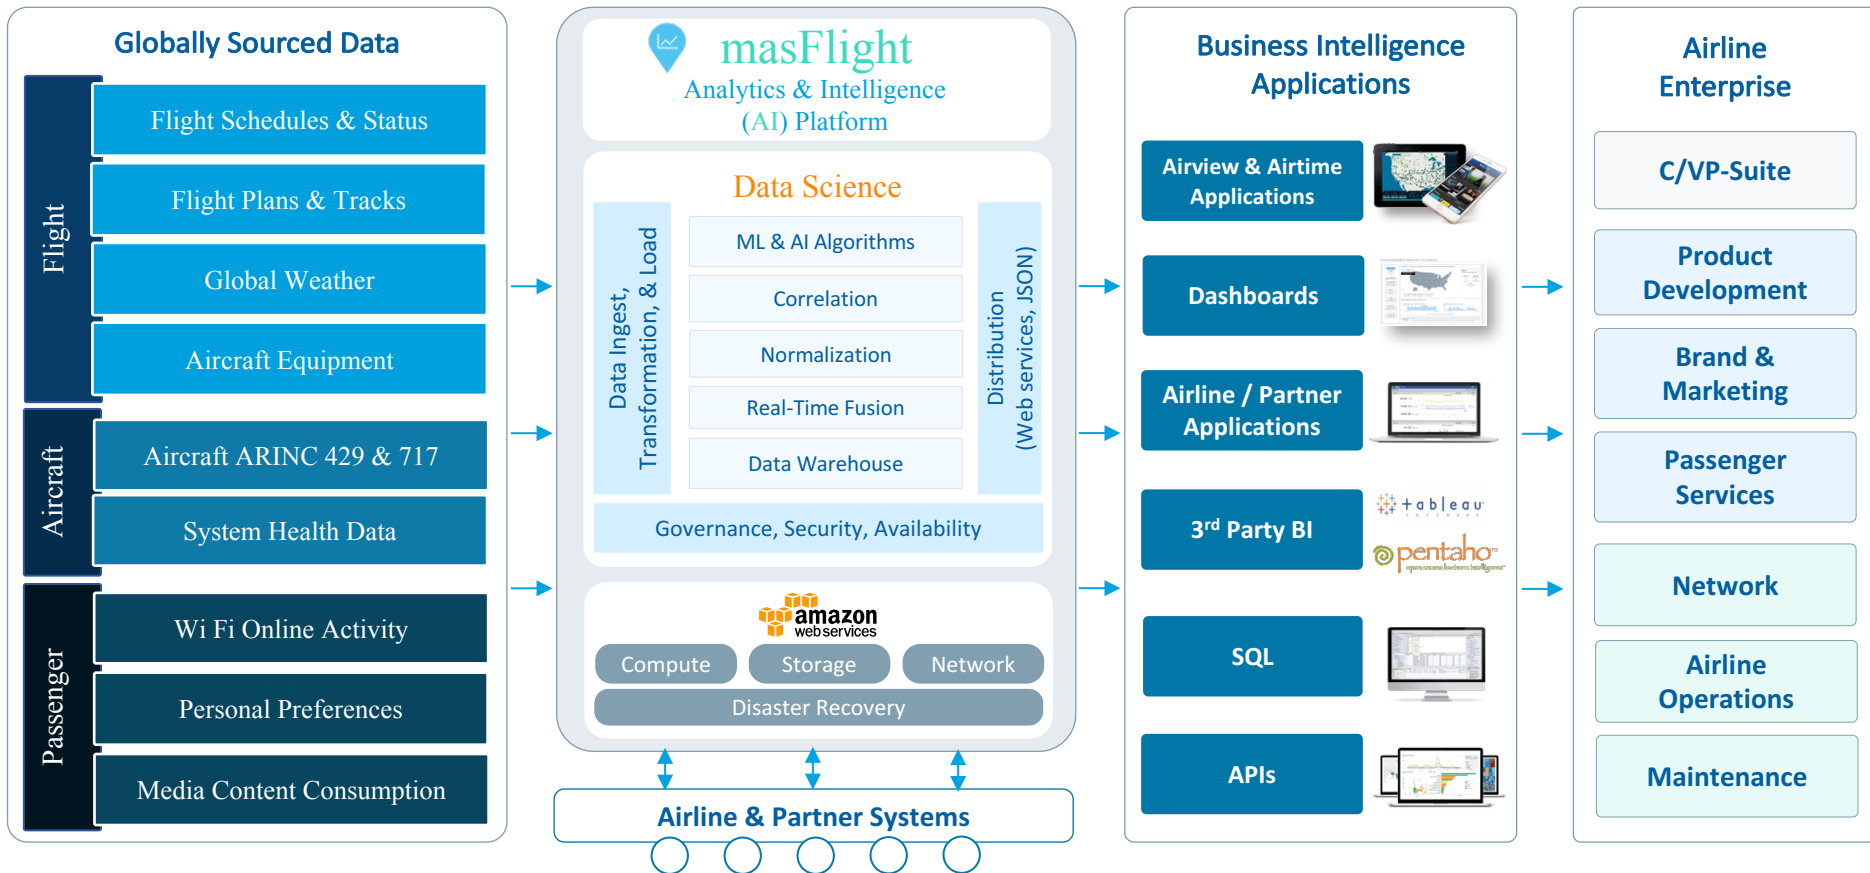 Globally Sourced Data
Flight
Flight Schedules & Status
Flight Plans & Tracks
Global Weather
Aircraft Equipment
Aircraft
Aircraft ARINC 429 & 717
System Health Data
Passenger
Wi Fi Online Activity
Personal Preferences
Media Content Consumption
masFlight
Analytics & Intelligence
(AI) Platform
Data Science
Data Ingest,
Transformation, & Load
ML & AI Algorithms
Correlation
Normalization
Real-Time Fusion
Data Warehouse
Distribution
(Web services, JSON)
Governance, Security, Availability
amazon
web services
Compute
Storage
Network
Disaster Recovery
Airline & Partner Systems
Business Intelligence
Applications
Airview & Airtime
Applications
Dashboards
Airline / Partner
Applications
3rd Party BI
tableau
SOFTWARE
pentaho
open source business intelligence
SQL
APIs
Airline
Enterprise
C/VP-Suite
Product
Development
Brand &
Marketing
Passenger
Services
Network
Airline
Operations
Maintenance